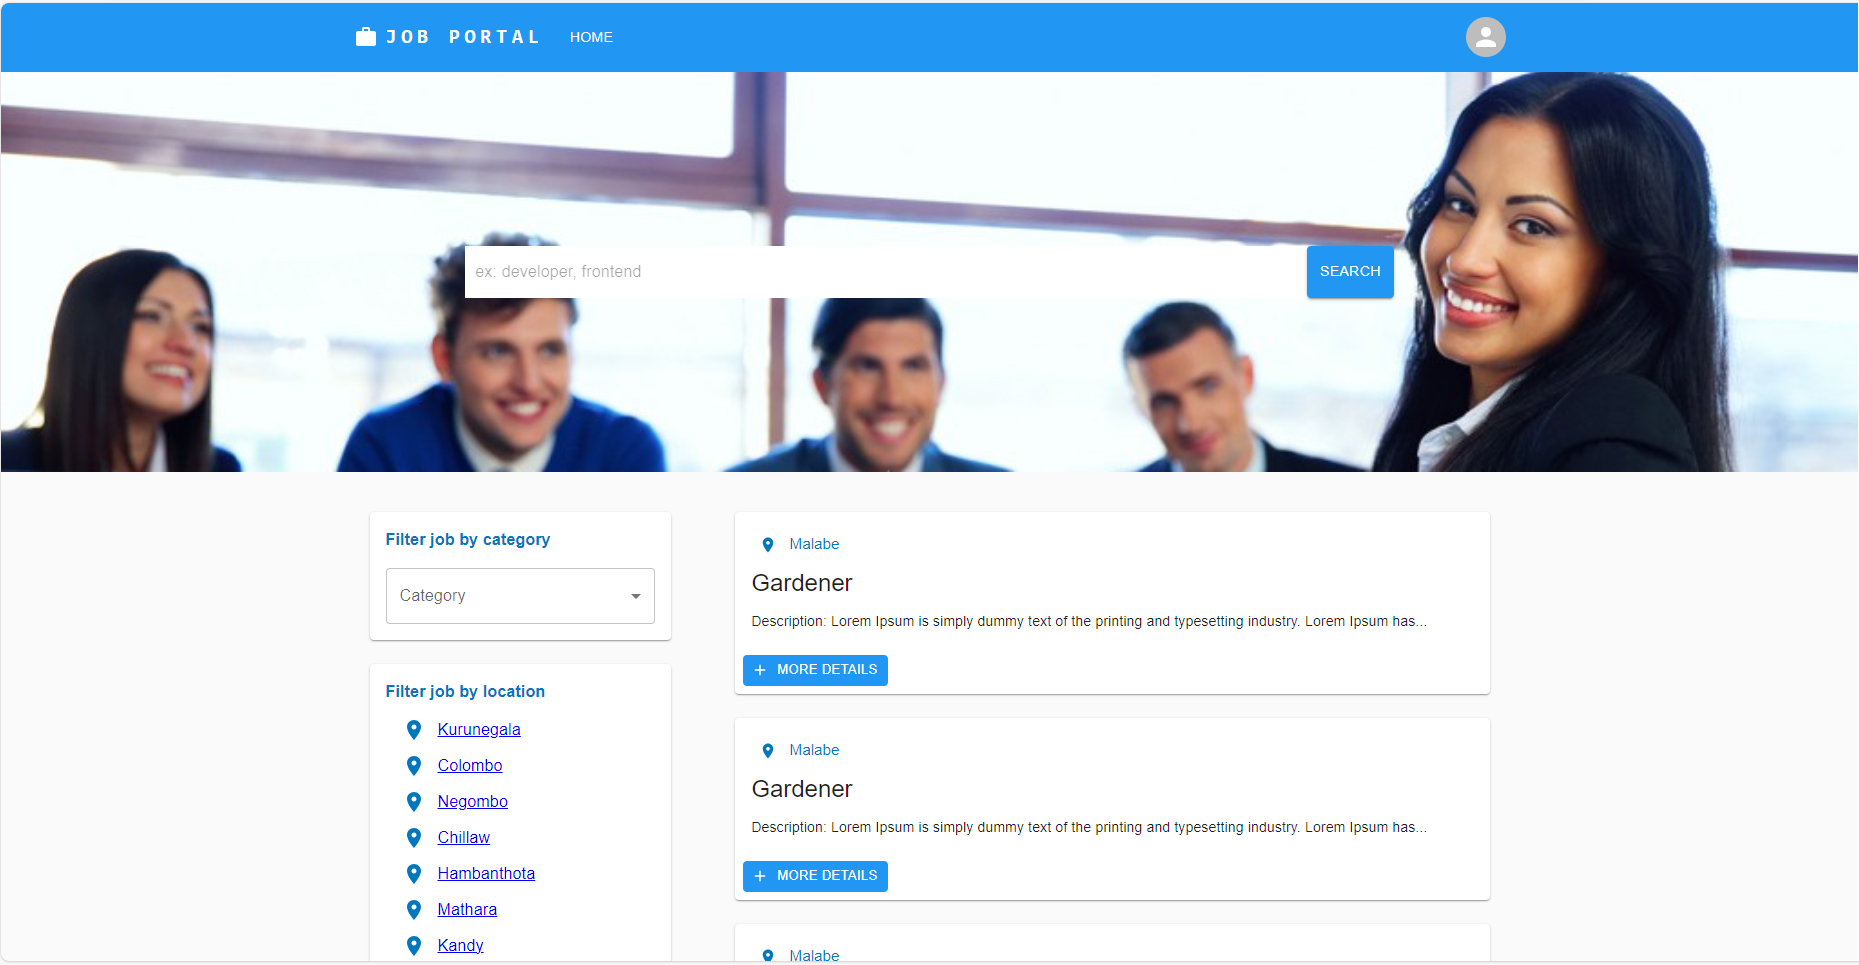 JOB PORTAL HOME
ex: developer, frontend SEARCH
Filter job by category
Category
Filter job by location
Kurunegala
Colombo
Negombo
Chillaw
Hambanthota
Mathara
Kandy
Malabe
Gardener
Description: Lorem Ipsum is simply dummy text of the printing and typesetting industry. Lorem Ipsum has...
+ MORE DETAILS
Malabe
Gardener
Description: Lorem Ipsum is simply dummy text of the printing and typesetting industry. Lorem Ipsum has...
+ MORE DETAILS
Malabe